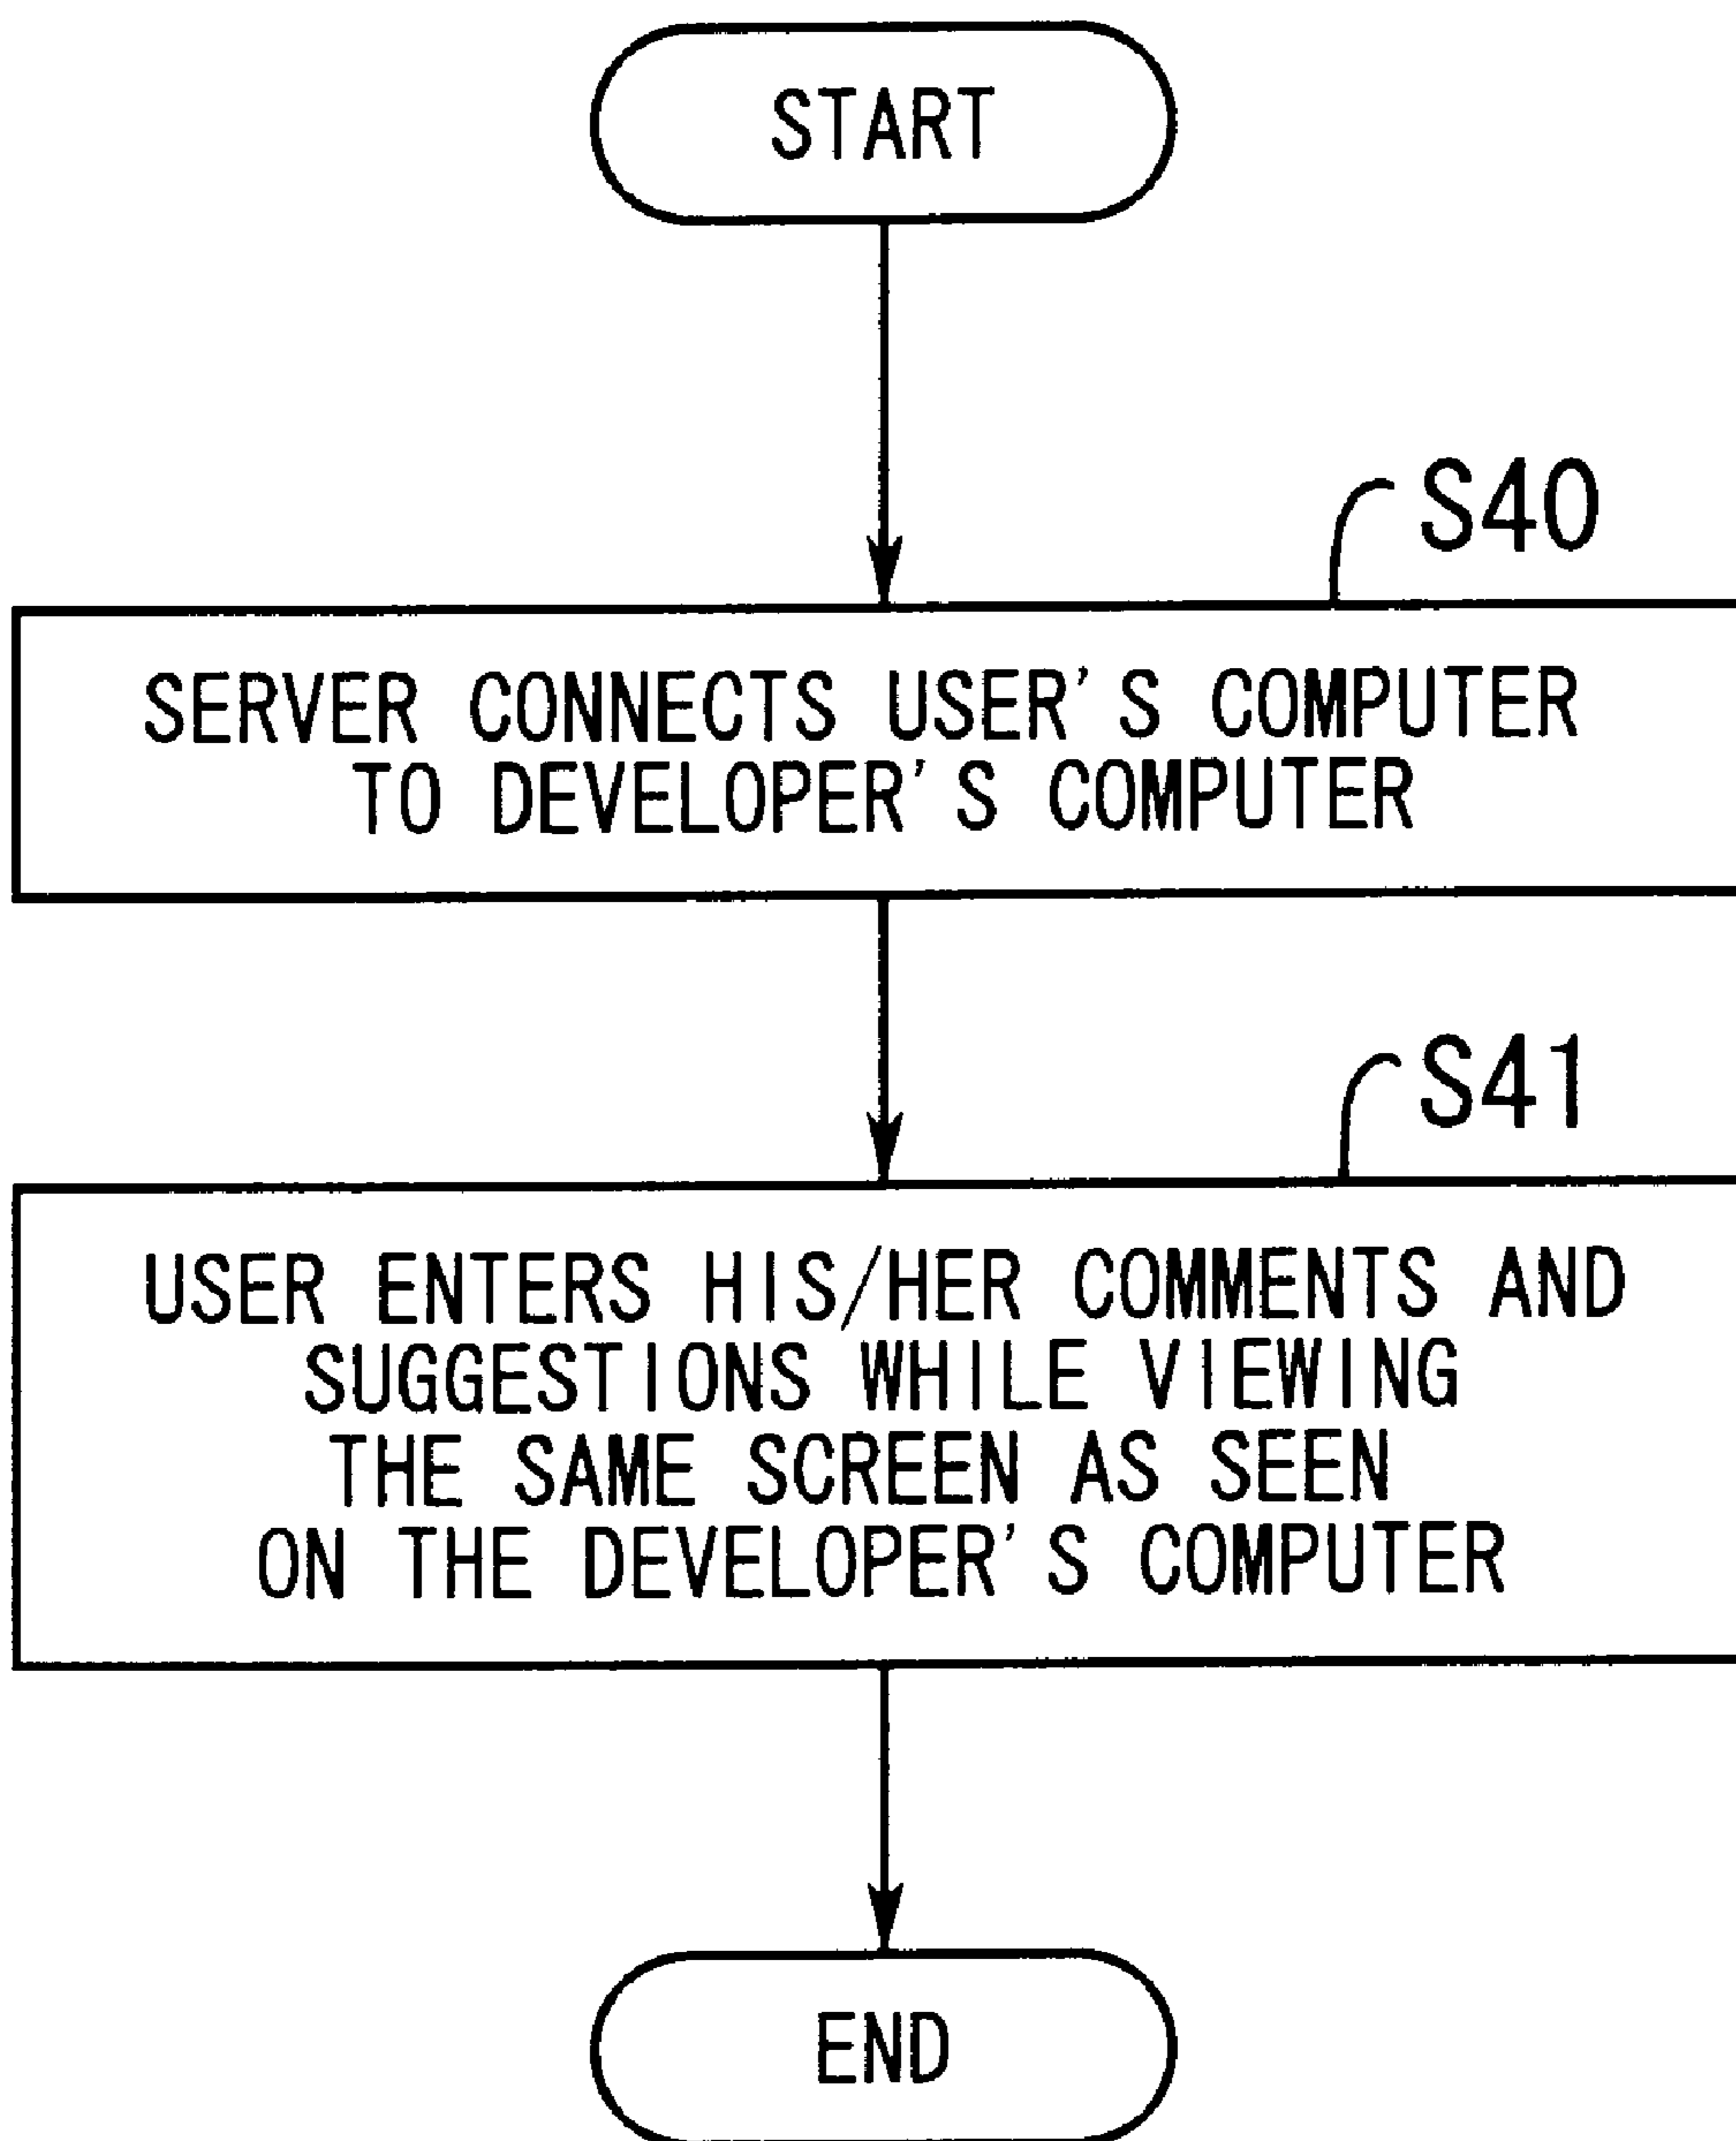 START
S40
SERVER CONNECTS USER'S COMPUTER
TO DEVELOPER'S COMPUTER
S41
USER ENTERS HIS/HER COMMENTS AND
SUGGESTIONS WHILE VIEWING
THE SAME SCREEN AS SEEN
ON THE DEVELOPER'S COMPUTER
END